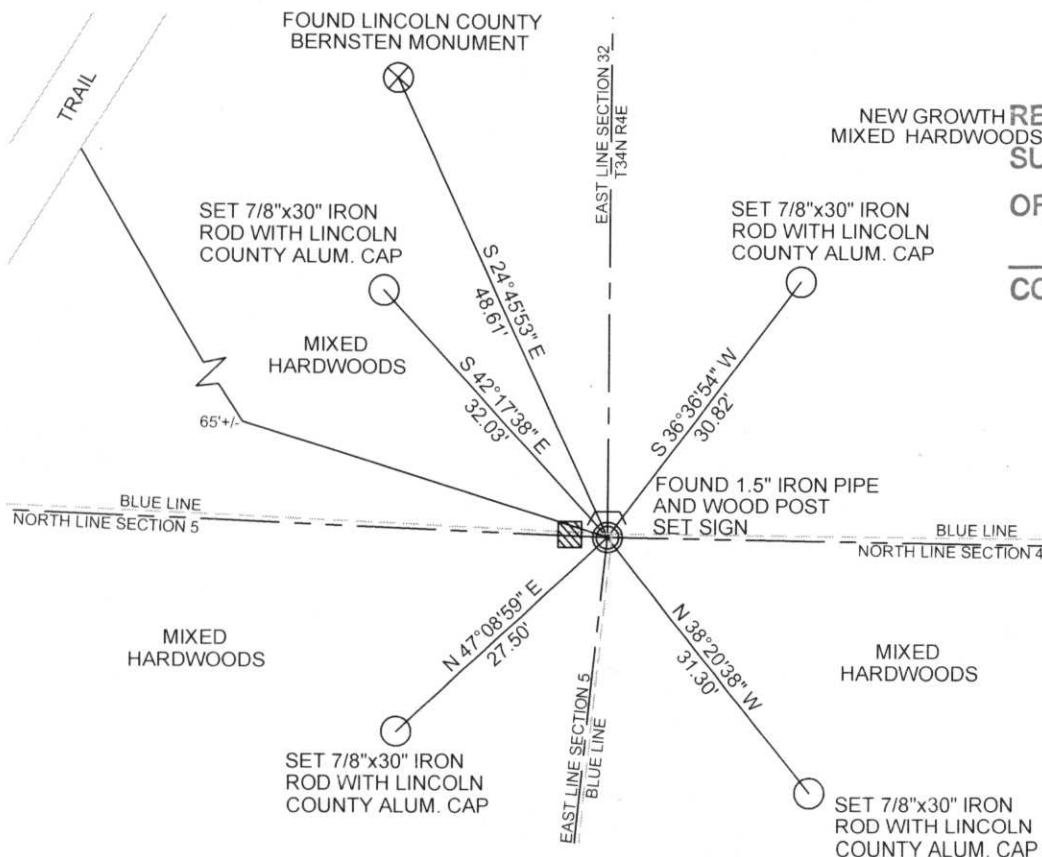 FOUND LINCOLN COUNTY
BERNSTEN MONUMENT
TRAIL
EAST LINE SECTION 32
T34N R4E
NEW GROWTH
MIXED HARDWOODS
SET 7/8"x30" IRON
ROD WITH LINCOLN
COUNTY ALUM. CAP
SET 7/8"x30" IRON
ROD WITH LINCOLN
COUNTY ALUM. CAP
S 24°45'53" E
48.61'
MIXED
HARDWOODS
S 42°17'38" E
32.03'
S 36°36'54" W
30.82'
65'+/-
FOUND 1.5" IRON PIPE
AND WOOD POST
SET SIGN
BLUE LINE
NORTH LINE SECTION 5
BLUE LINE
NORTH LINE SECTION 4
MIXED
HARDWOODS
N 47°08'59" E
27.50'
N 38°20'38" W
31.30'
MIXED
HARDWOODS
EAST LINE SECTION 5
BLUE LINE
SET 7/8"x30" IRON
ROD WITH LINCOLN
COUNTY ALUM. CAP
SET 7/8"x30" IRON
ROD WITH LINCOLN
COUNTY ALUM. CAP